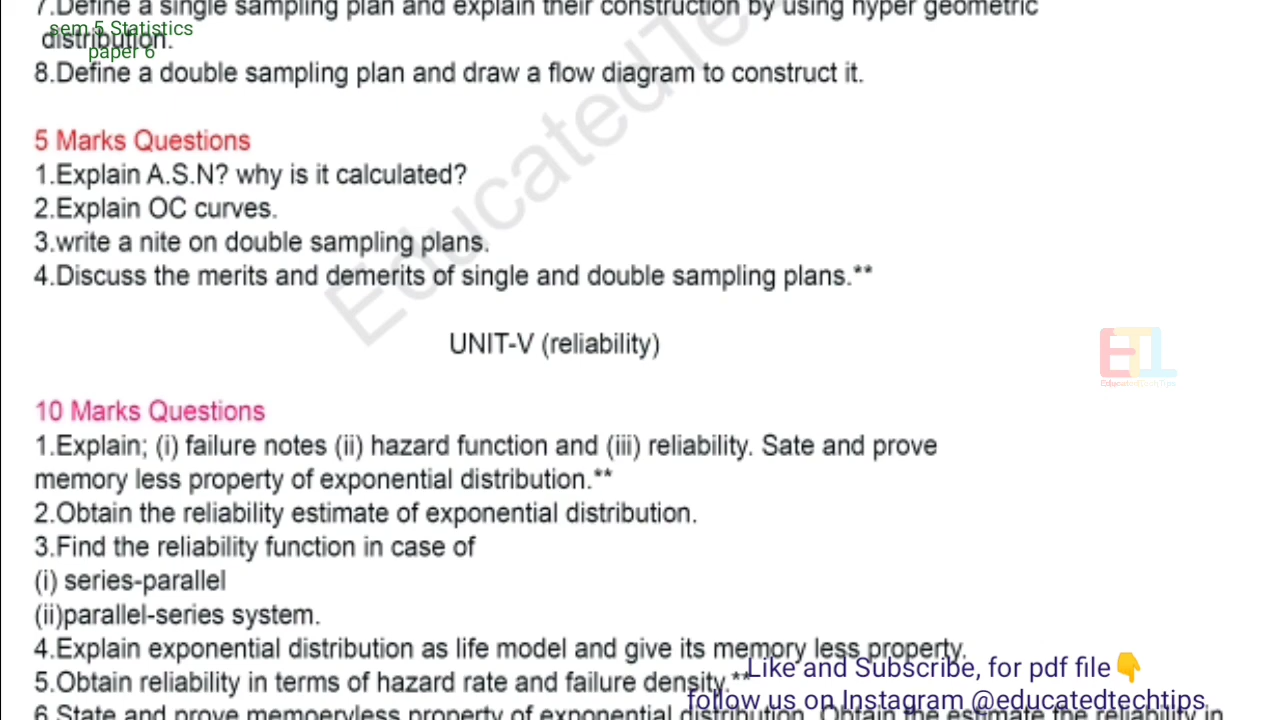 7.Define a single sampling plan and explain their construction by using hyper geometric
distribution.
sem 5 Statistics
paper 6
8.Define a double sampling plan and draw a flow diagram to construct it.
5 Marks Questions
1.Explain A.S.N? why is it calculated?
2.Explain OC curves.
3.write a nite on double sampling plans.
4.Discuss the merits and demerits of single and double sampling plans.**
EducatedTe
UNIT-V (reliability)
ETL
10 Marks Questions
1.Explain; (i) failure notes (ii) hazard function and (iii) reliability. Sate and prove
memory less property of exponential distribution.**
2.Obtain the reliability estimate of exponential distribution.
3.Find the reliability function in case of
(i) series-parallel
(ii)parallel-series system.
4.Explain exponential distribution as life model and give its memory less property.
5.Obtain reliability in terms of hazard rate and failure density.**
Like and Subscribe, for pdf file👇
follow us on Instagram @educatedtechtips
6.State and prove memoeryless property of exponential distribution. Obtain the estimate the reliability in